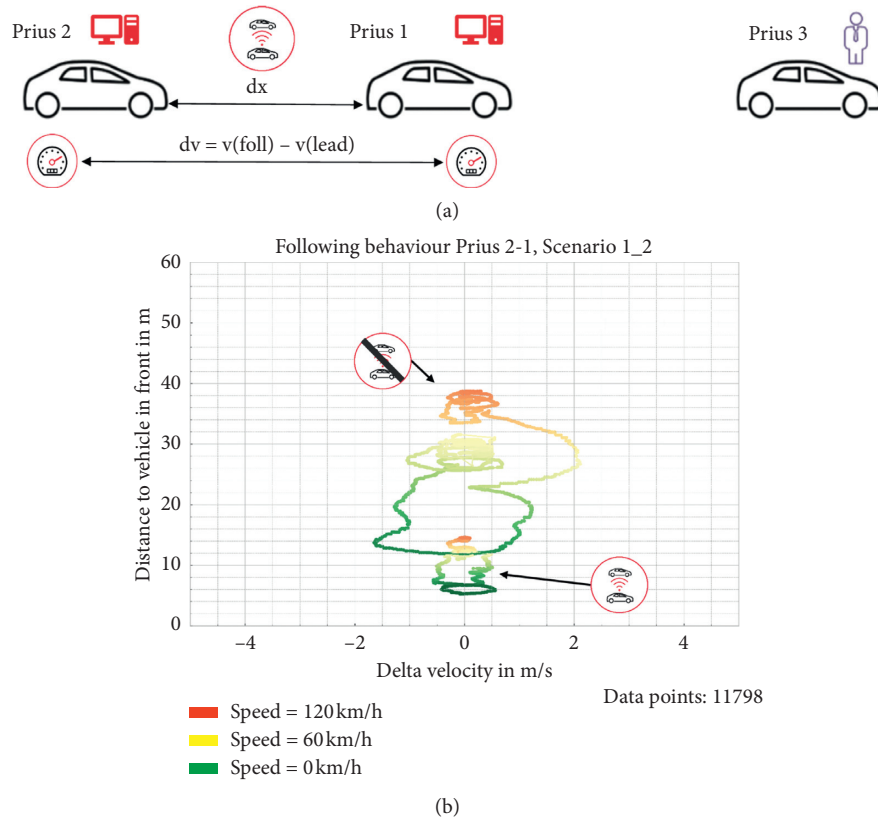 Prius 2
Prius 1
Prius 3
dx
dv = v(foll) – v(lead)
(a)
Following behaviour Prius 2-1, Scenario 1_2
Distance to vehicle in front in m
60
50
40
30
20
10
0
–4
–2
0
2
4
Delta velocity in m/s
Data points: 11798
Speed = 120 km/h
Speed = 60 km/h
Speed = 0 km/h
(b)